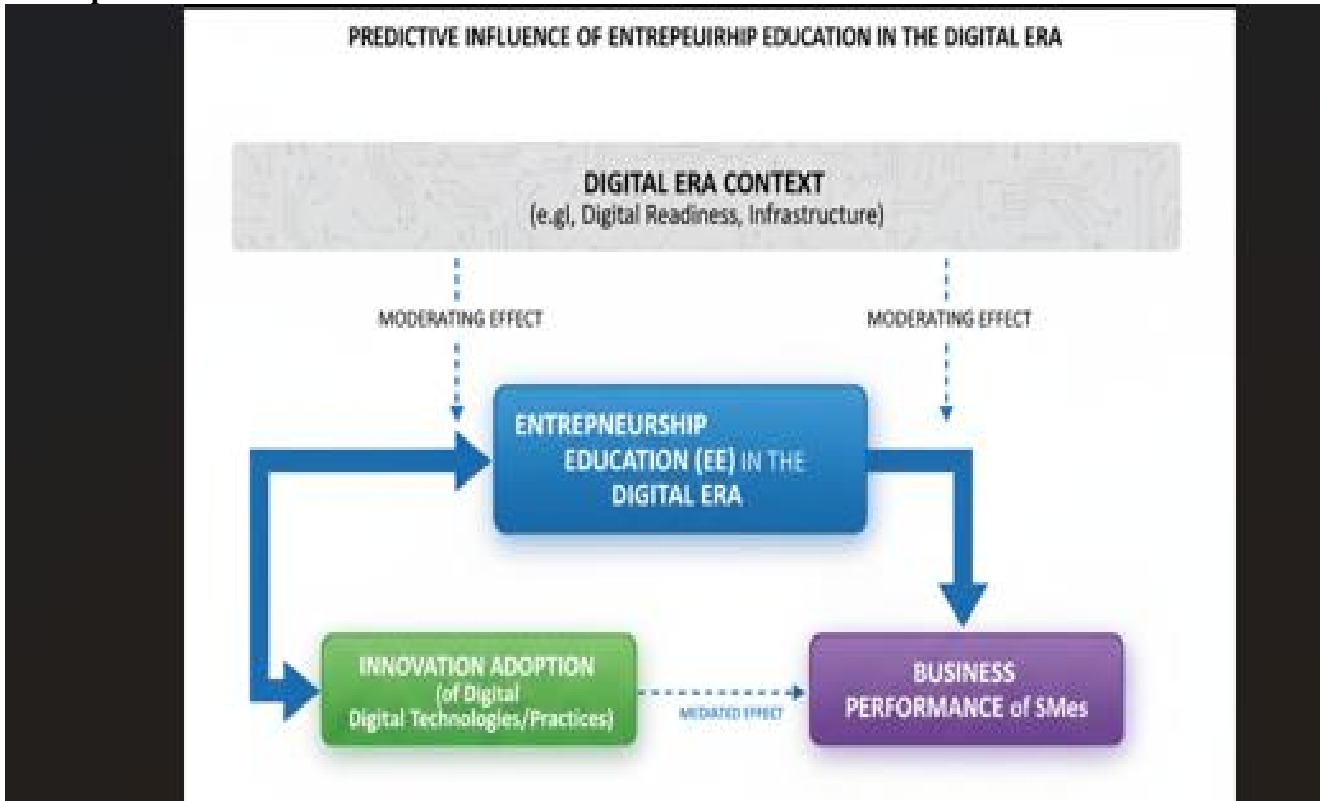 PREDICTIVE INFLUENCE OF ENTREPEUIRHIP EDUCATION IN THE DIGITAL ERA
DIGITAL ERA CONTEXT
(e.gl, Digital Readiness, Infrastructure)
MODERATING EFFECT
MODERATING EFFECT
ENTREPNEURSHIP
EDUCATION (EE) IN THE
DIGITAL ERA
INNOVATION ADOPTION
(of Digital
Digital Technologies/Practices)
MEDIATED EFFECT
BUSINESS
PERFORMANCE of SMes